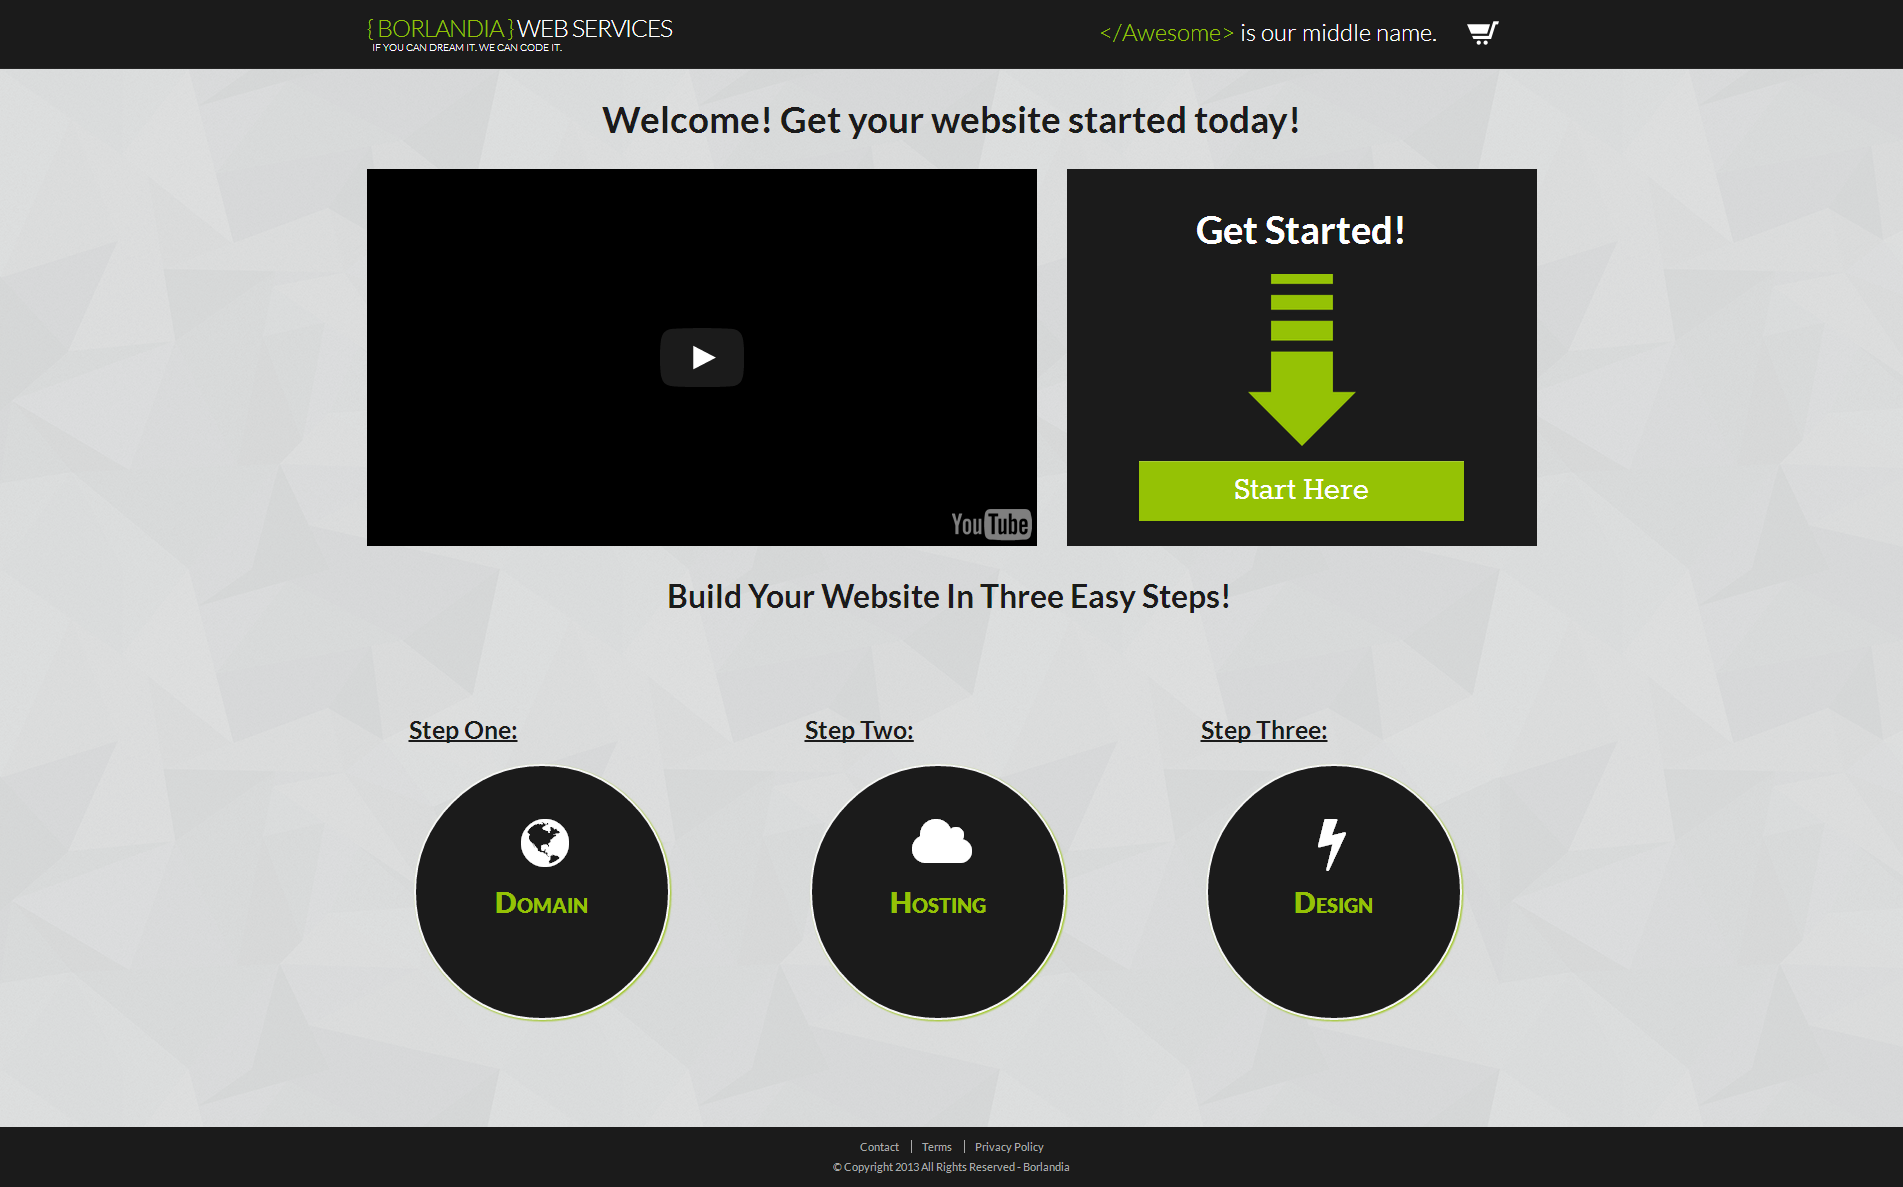 { BORLANDIA } WEB SERVICES
IF YOU CAN DREAM IT. WE CAN CODE IT.
</Awesome> is our middle name.
Welcome! Get your website started today!
YouTube
Get Started!
Start Here
Build Your Website In Three Easy Steps!
Step One:
Domain
Step Two:
Hosting
Step Three:
Design
Contact | Terms | Privacy Policy
© Copyright 2013 All Rights Reserved - Borlandia